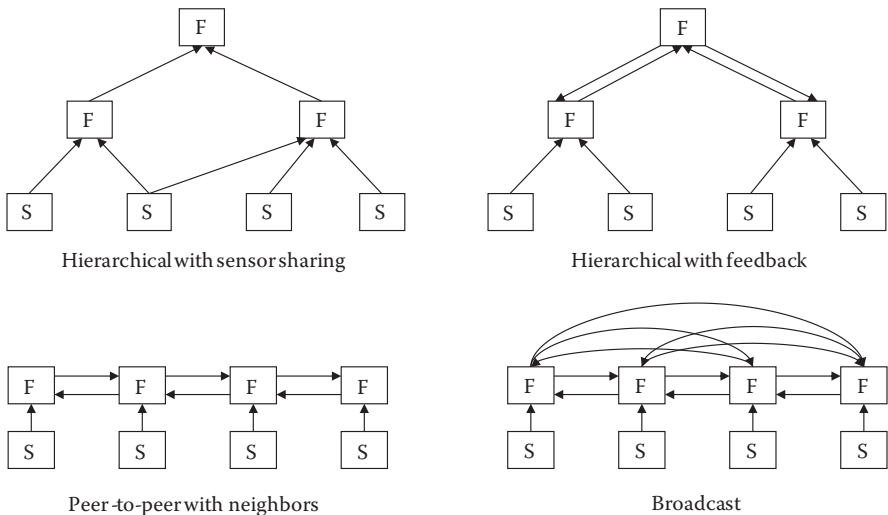 F
F
F
F
F
F
S
S
S
S
S
S
S
S
Hierarchical with sensor sharing
Hierarchical with feedback
F
F
F
F
F
F
F
F
S
S
S
S
S
S
S
S
Peer-to-peer with neighbors
Broadcast